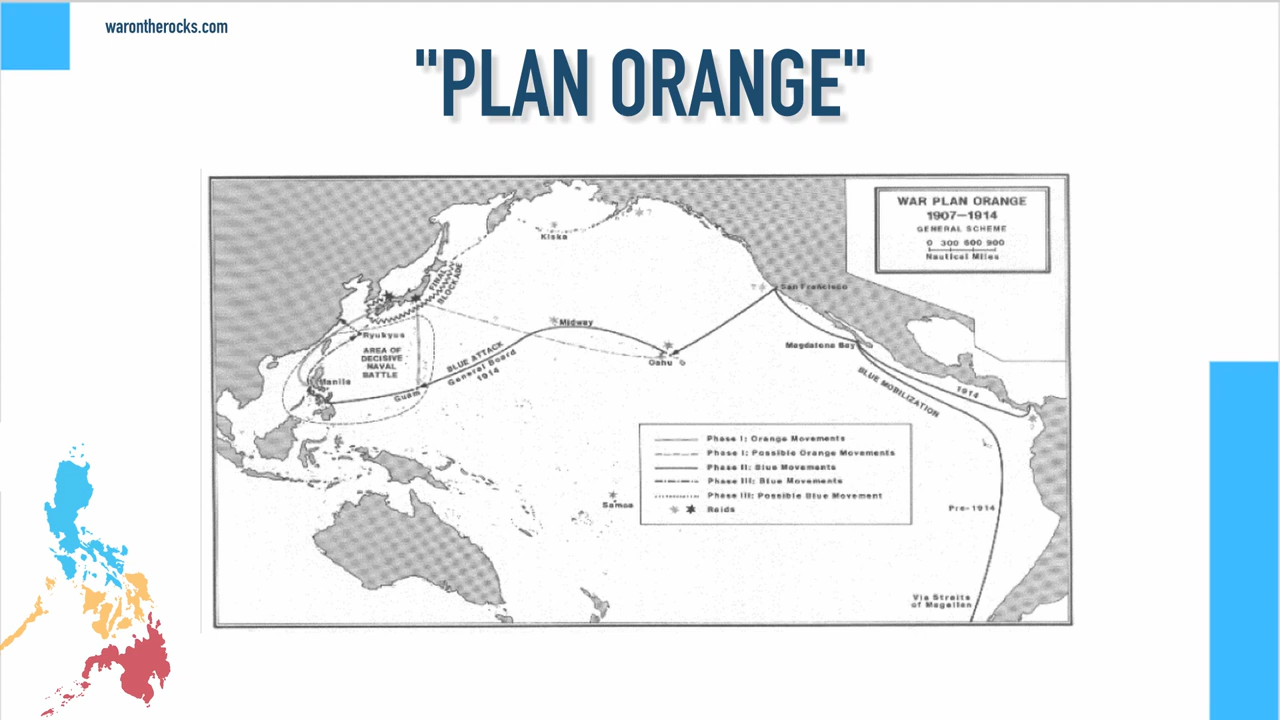 warontherocks.com
"PLAN ORANGE"
WAR PLAN ORANGE
1907–1914
GENERAL SCHEME
0 300 600 900
Nautical Miles
Kiska
FINAL
BLOCKADE
San Francisco
Midway
Ryukyus
Magdalena Bay
AREA OF
DECISIVE
NAVAL
BATTLE
BLUE ATTACK
General Board
1914
Oahu
Manila
Guam
BLUE MOBILIZATION
1914
Phase I: Orange Movements
Phase I: Possible Orange Movements
Phase II: Blue Movements
Phase III: Blue Movements
Phase III: Possible Blue Movement
Raids
Samoa
Pre-1914
Via Straits
of Magellan